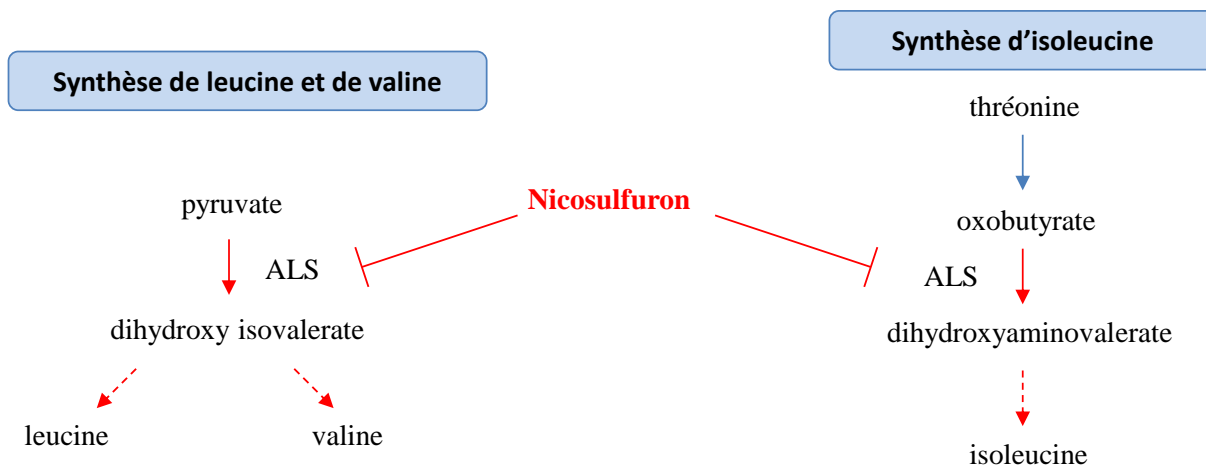 Synthèse d’isoleucine
Synthèse de leucine et de valine
thréonine
Nicosulfuron
pyruvate
oxobutyrate
ALS
ALS
dihydroxy isovalerate
dihydroxyaminovalerate
leucine
valine
isoleucine